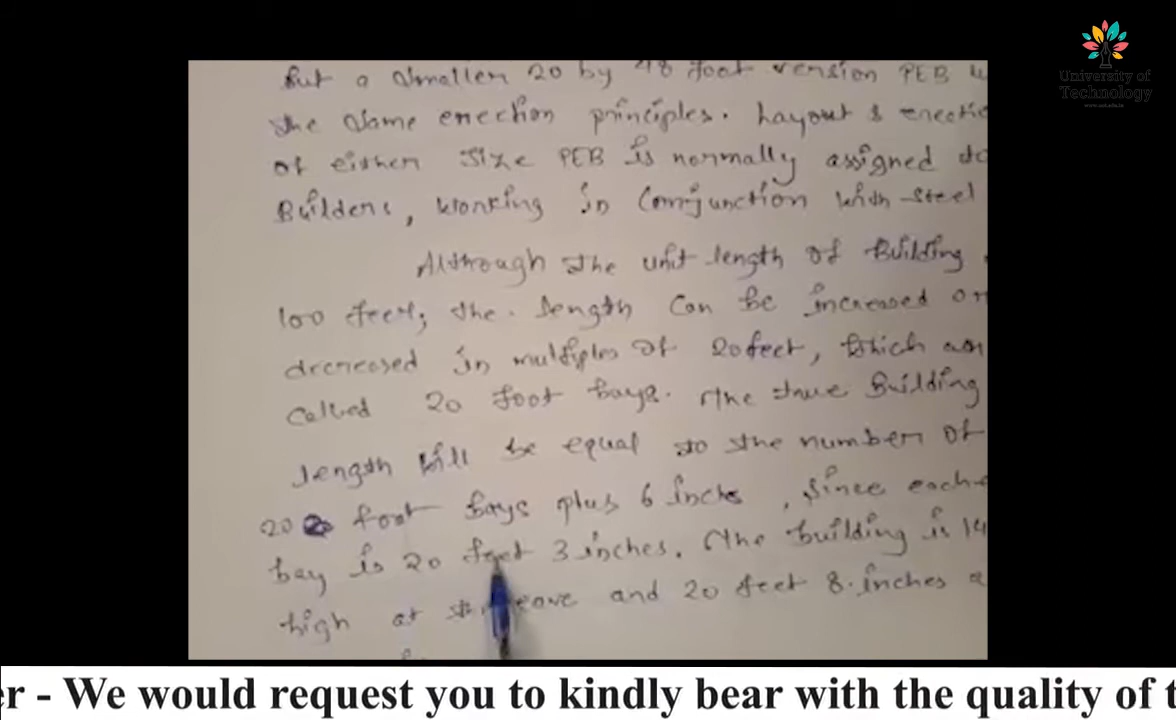 University of
Technology
But a smaller 20 by 48 foot version PEB
the same erection principles. Layout & erectio
of either size PEB is normally assigned to
Builders, working in conjunction with steel
Although the unit length of Building
100 feet; the length can be increased or
decreased in multiples of 20 feet, which are
called 20 foot bays. The true Building
length will be equal to the number of
20 foot bays plus 6 inches, since each
bay is 20 feet 3 inches. The building is 14
high at eave and 20 feet 8 inches a
er - We would request you to kindly bear with the quality of t